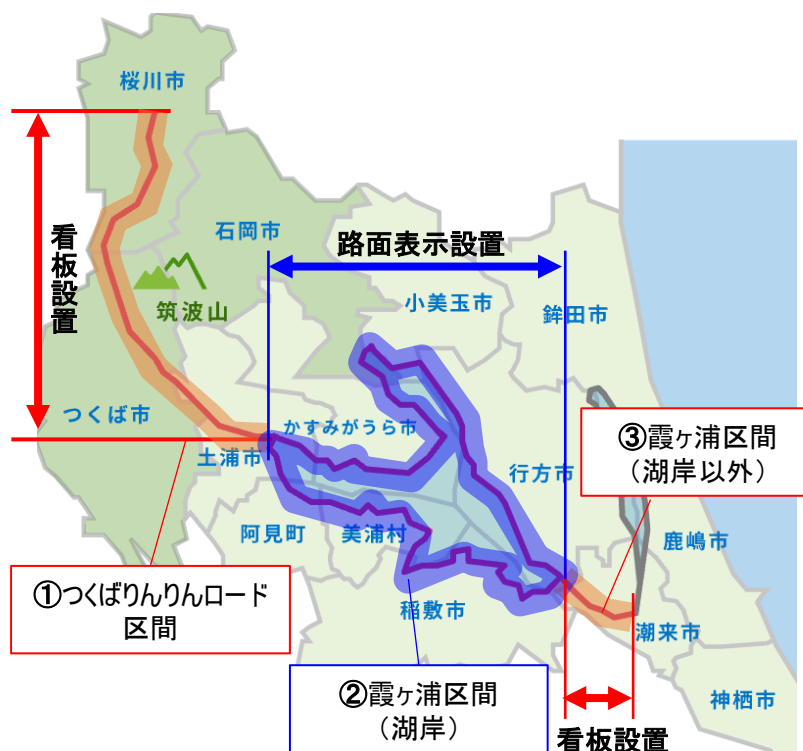 桜川市
看板設置
石岡市
路面表示設置
筑波山
小美玉市
鉾田市
つくば市
かすみがうら市
土浦市
③霞ヶ浦区間
（湖岸以外）
行方市
阿見町
美浦村
鹿嶋市
①つくばりんりんロード
区間
稲敷市
潮来市
②霞ヶ浦区間
（湖岸）
神栖市
看板設置